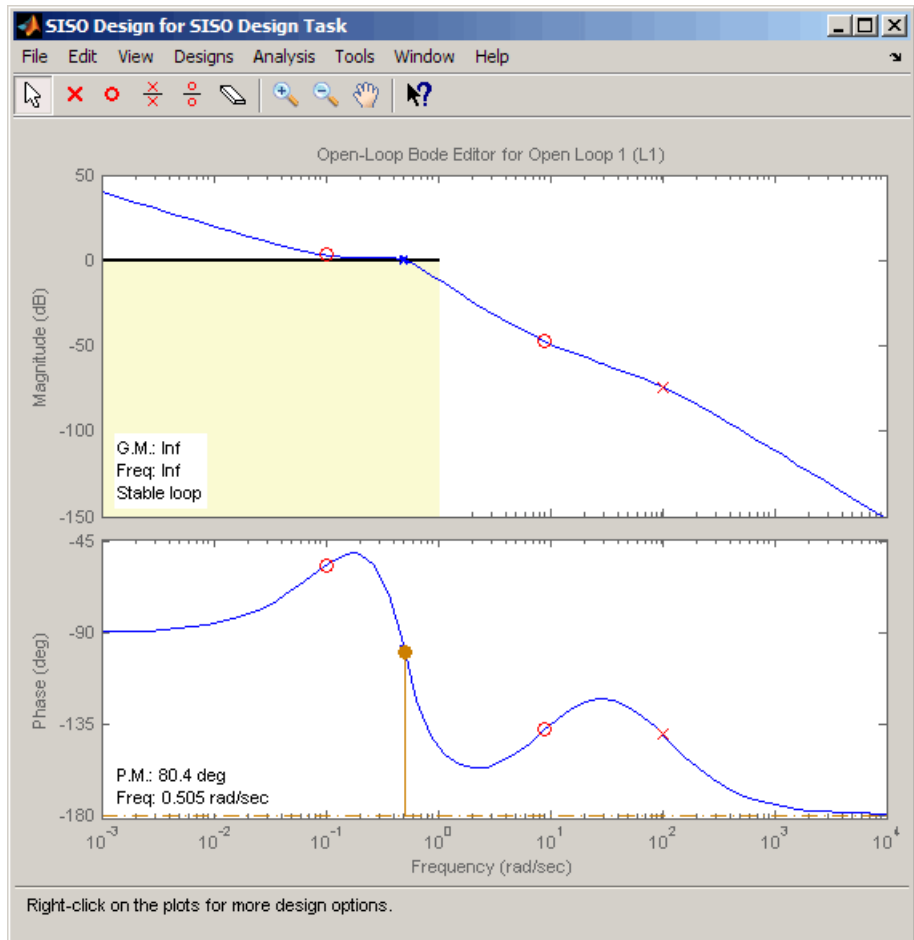 SISO Design for SISO Design Task
File Edit View Designs Analysis Tools Window Help
Open-Loop Bode Editor for Open Loop 1 (L1)
50
0
-50
-100
-150
Magnitude (dB)
G.M.: Inf
Freq: Inf
Stable loop
-45
-90
-135
-180
Phase (deg)
P.M.: 80.4 deg
Freq: 0.505 rad/sec
10^-3 10^-2 10^-1 10^0 10^1 10^2 10^3 10^4
Frequency (rad/sec)
Right-click on the plots for more design options.